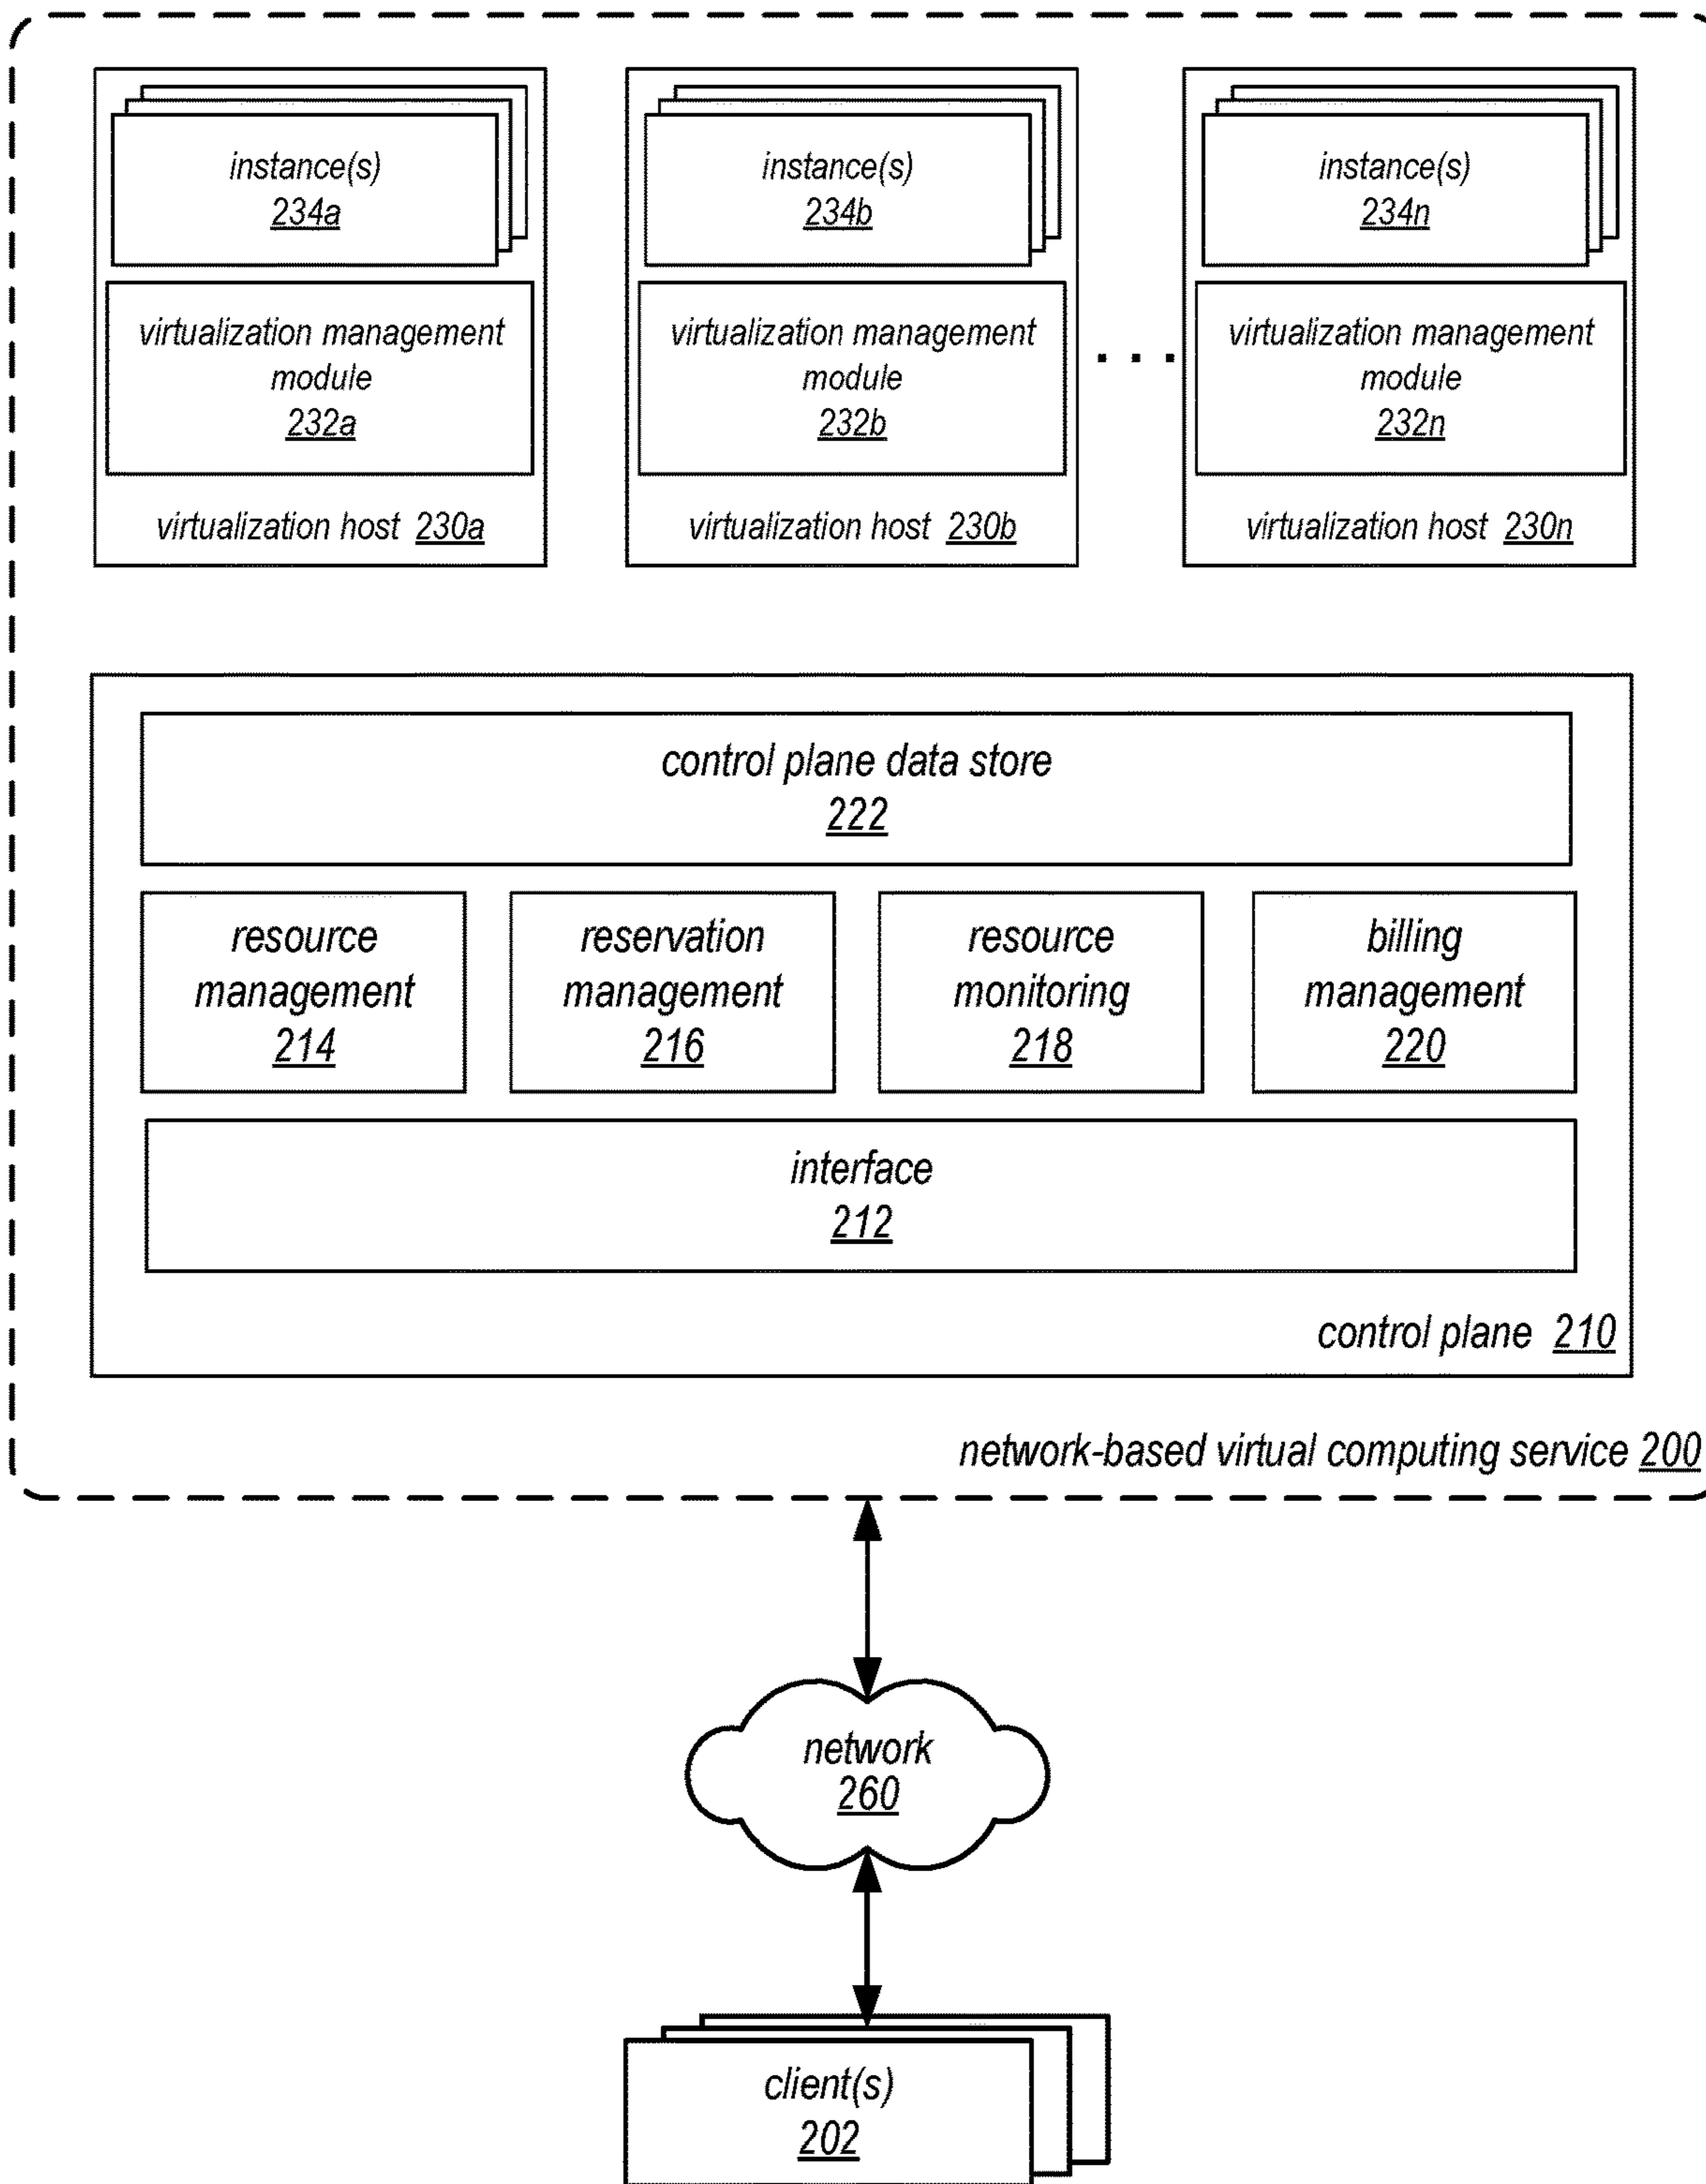 instance(s)
234a
virtualization management
module
232a
virtualization host 230a
instance(s)
234b
virtualization management
module
232b
virtualization host 230b
. . .
instance(s)
234n
virtualization management
module
232n
virtualization host 230n
control plane data store
222
resource
management
214
reservation
management
216
resource
monitoring
218
billing
management
220
interface
212
control plane 210
network-based virtual computing service 200
network
260
client(s)
202